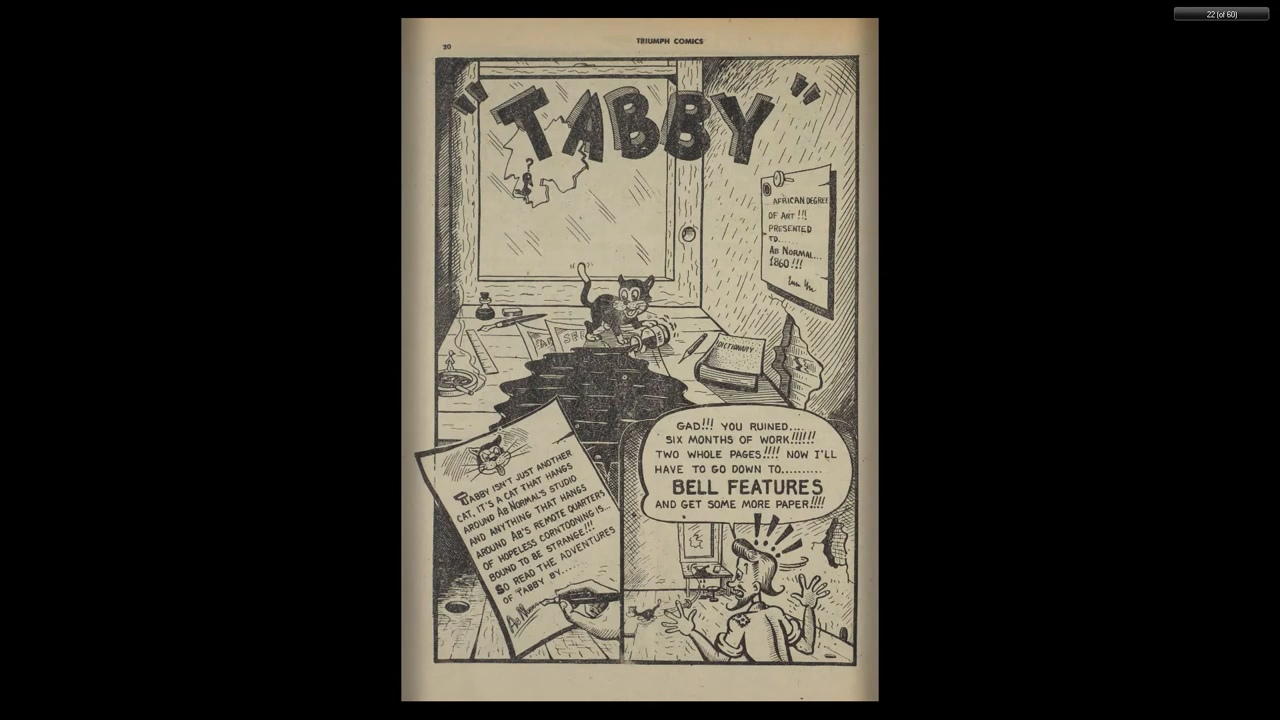 22 (of 60)
20
TRIUMPH COMICS
"TABBY"
?
AFRICAN DEGREE
OF ART!!!
PRESENTED
TO.....
AB NORMAL...
1860!!!
DICTIONARY
GAD!!! YOU RUINED....
SIX MONTHS OF WORK!!!!!!
TWO WHOLE PAGES!!!! NOW I'LL
HAVE TO GO DOWN TO.........
BELL FEATURES
AND GET SOME MORE PAPER!!!!
TABBY ISN'T JUST ANOTHER
CAT, IT'S A CAT THAT HANGS
AROUND AB NORMAL'S STUDIO
AND ANYTHING THAT HANGS
AROUND AB'S REMOTE QUARTERS
OF HOPELESS CORNTOONING IS...
BOUND TO BE STRANGE!!!
SO READ THE ADVENTURES
OF TABBY BY......